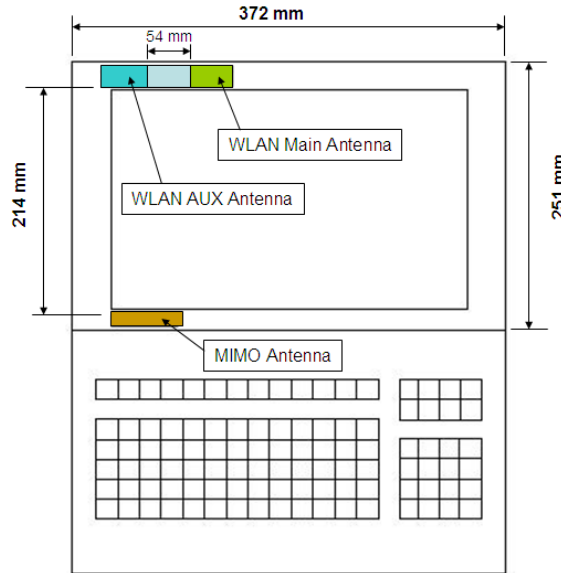 372 mm
54 mm
WLAN Main Antenna
WLAN AUX Antenna
214 mm
251 mm
MIMO Antenna